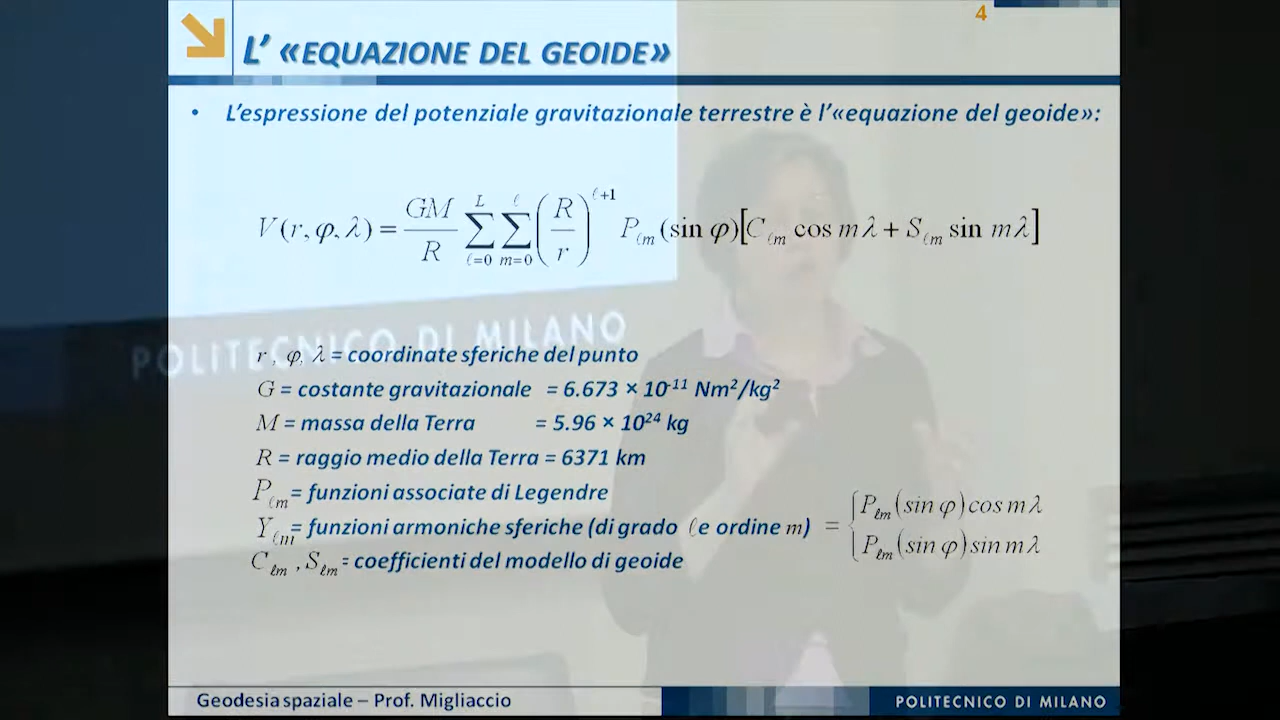 4
L' «EQUAZIONE DEL GEOIDE»
• L'espressione del potenziale gravitazionale terrestre è l'«equazione del geoide»:
V(r, φ, λ) = GM/R ∑_{ℓ=0}^{L} ∑_{m=0}^{ℓ} (R/r)^{ℓ+1} P_{ℓm}(sin φ)[C_{ℓm} cos mλ + S_{ℓm} sin mλ]
POLITECNICO DI MILANO
r , φ, λ = coordinate sferiche del punto
G = costante gravitazionale = 6.673 × 10⁻¹¹ Nm²/kg²
M = massa della Terra = 5.96 × 10²⁴ kg
R = raggio medio della Terra = 6371 km
P_{ℓm} = funzioni associate di Legendre
Y_{ℓm} = funzioni armoniche sferiche (di grado ℓ e ordine m) = { P_{ℓm}(sin φ)cos mλ
P_{ℓm}(sin φ)sin mλ
C_{ℓm} , S_{ℓm} = coefficienti del modello di geoide
Geodesia spaziale – Prof. Migliaccio
POLITECNICO DI MILANO